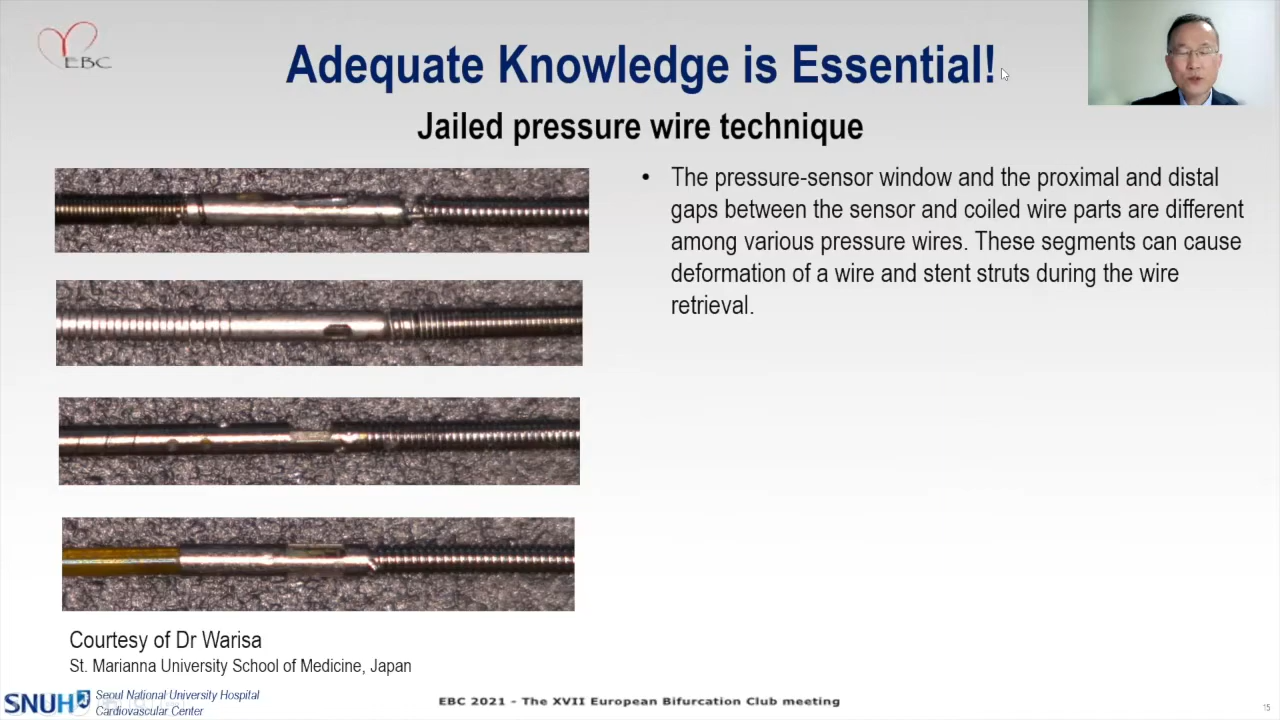 EBC
Adequate Knowledge is Essential!
Jailed pressure wire technique
• The pressure-sensor window and the proximal and distal
gaps between the sensor and coiled wire parts are different
among various pressure wires. These segments can cause
deformation of a wire and stent struts during the wire
retrieval.
Courtesy of Dr Warisa
St. Marianna University School of Medicine, Japan
SNUH Seoul National University Hospital
Cardiovascular Center
EBC 2021 - The XVII European Bifurcation Club meeting
15